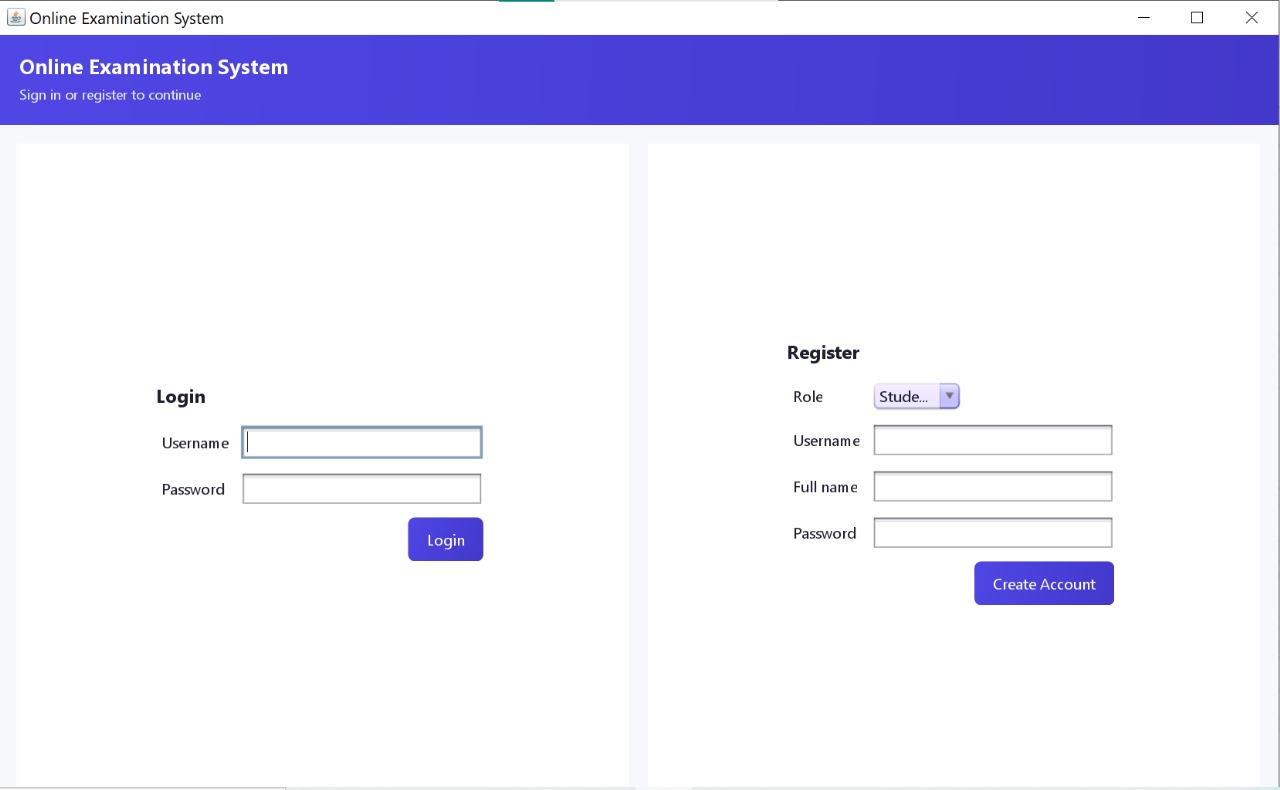 Online Examination System
Online Examination System
Sign in or register to continue
Login
Username
Password
Login
Register
Role Stude...
Username
Full name
Password
Create Account